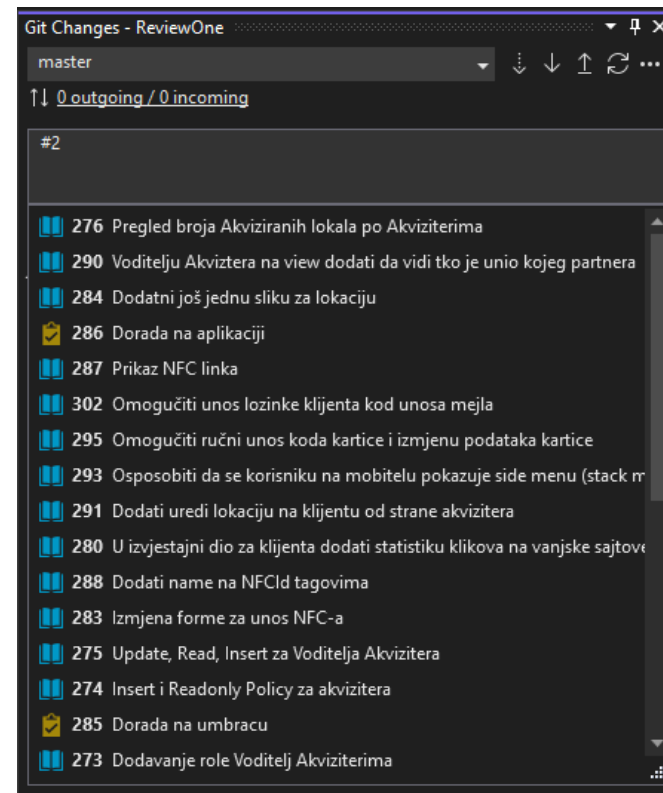 Git Changes - ReviewOne
master
0 outgoing / 0 incoming
#2
276 Pregled broja Akviziranih lokala po Akviziterima
290 Voditelju Akviztera na view dodati da vidi tko je unio kojeg partnera
284 Dodatni još jednu sliku za lokaciju
286 Dorada na aplikaciji
287 Prikaz NFC linka
302 Omogučiti unos lozinke klijenta kod unosa mejla
295 Omogučiti ručni unos koda kartice i izmjenu podataka kartice
293 Osposobiti da se korisniku na mobitelu pokazuje side menu (stack m
291 Dodati uredi lokaciju na klijentu od strane akvizitera
280 U izvjestajni dio za klijenta dodati statistiku klikova na vanjske sajtove
288 Dodati name na NFCId tagovima
283 Izmjena forme za unos NFC-a
275 Update, Read, Insert za Voditelja Akvizitera
274 Insert i Readonly Policy za akvizitera
285 Dorada na umbracu
273 Dodavanje role Voditelj Akviziterima